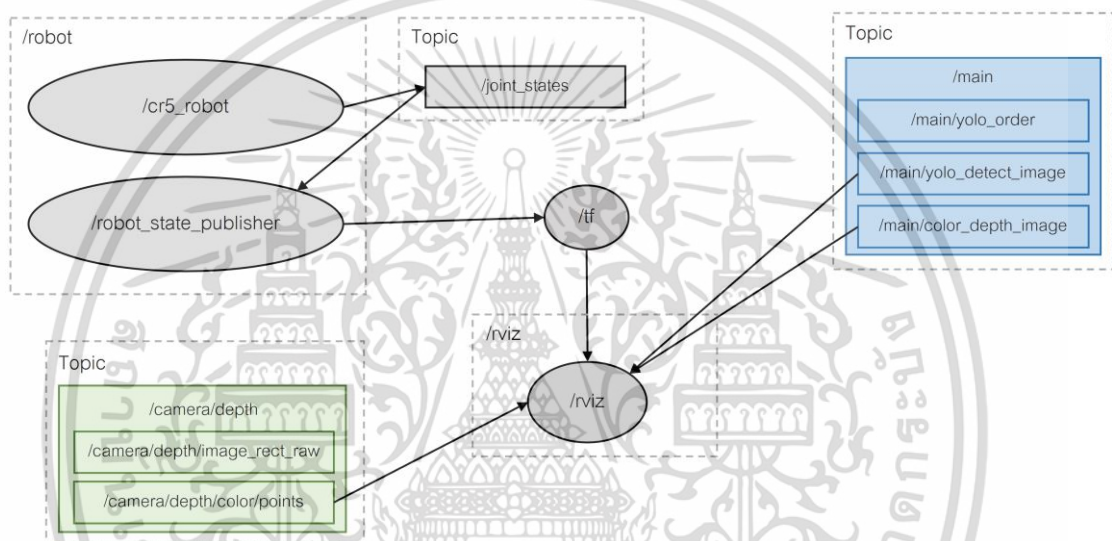 /robot
/cr5_robot
/robot_state_publisher
Topic
/joint_states
/tf
Topic
/main
/main/yolo_order
/main/yolo_detect_image
/main/color_depth_image
/rviz
/rviz
Topic
/camera/depth
/camera/depth/image_rect_raw
/camera/depth/color/points